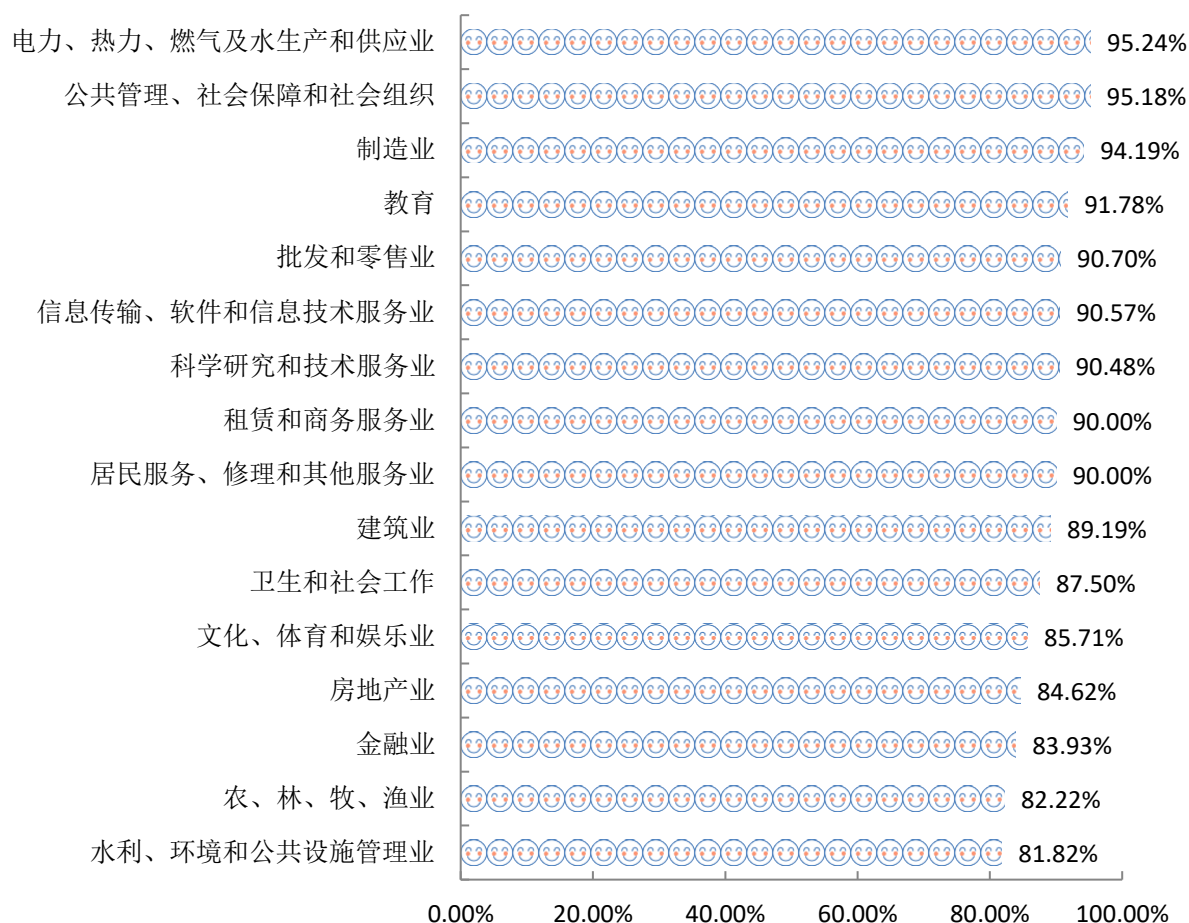 电力、热力、燃气及水生产和供应业 95.24%
公共管理、社会保障和社会组织 95.18%
制造业 94.19%
教育 91.78%
批发和零售业 90.70%
信息传输、软件和信息技术服务业 90.57%
科学研究和技术服务业 90.48%
租赁和商务服务业 90.00%
居民服务、修理和其他服务业 90.00%
建筑业 89.19%
卫生和社会工作 87.50%
文化、体育和娱乐业 85.71%
房地产业 84.62%
金融业 83.93%
农、林、牧、渔业 82.22%
水利、环境和公共设施管理业 81.82%
0.00% 20.00% 40.00% 60.00% 80.00% 100.00%